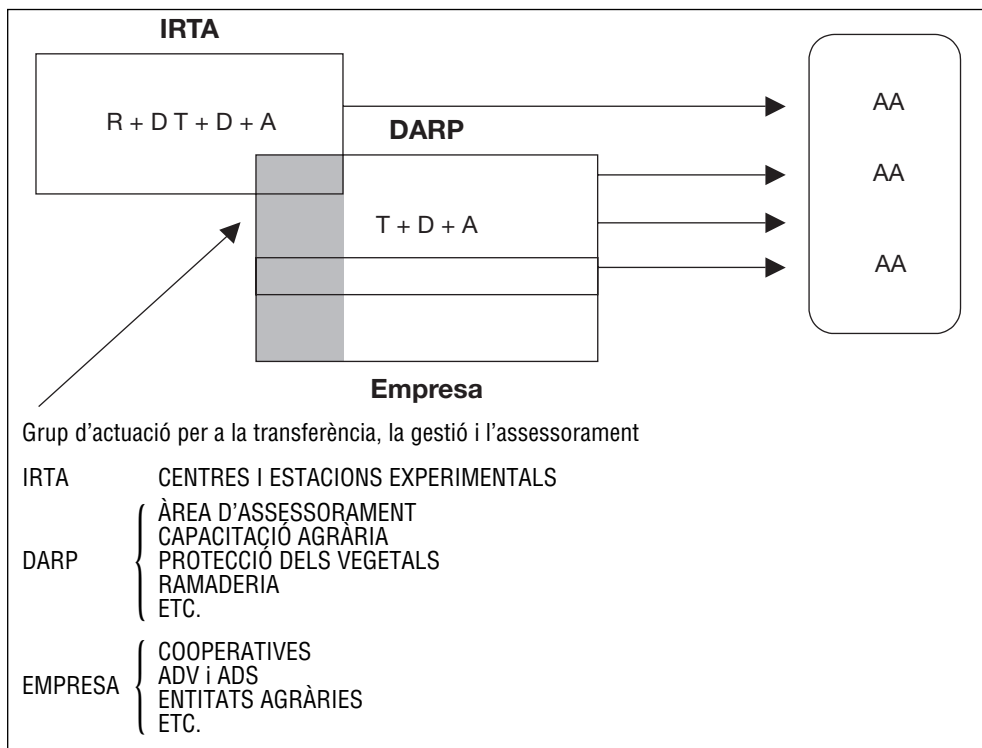 IRTA
R + D T + D + A
AA
DARP
AA
T + D + A
AA
Empresa
Grup d’actuació per a la transferència, la gestió i l’assessorament
IRTA CENTRES I ESTACIONS EXPERIMENTALS
ÀREA D’ASSESSORAMENT
CAPACITACIÓ AGRÀRIA
DARP PROTECCIÓ DELS VEGETALS
RAMADERIA
ETC.
COOPERATIVES
ADV i ADS
EMPRESA ENTITATS AGRÀRIES
ETC.